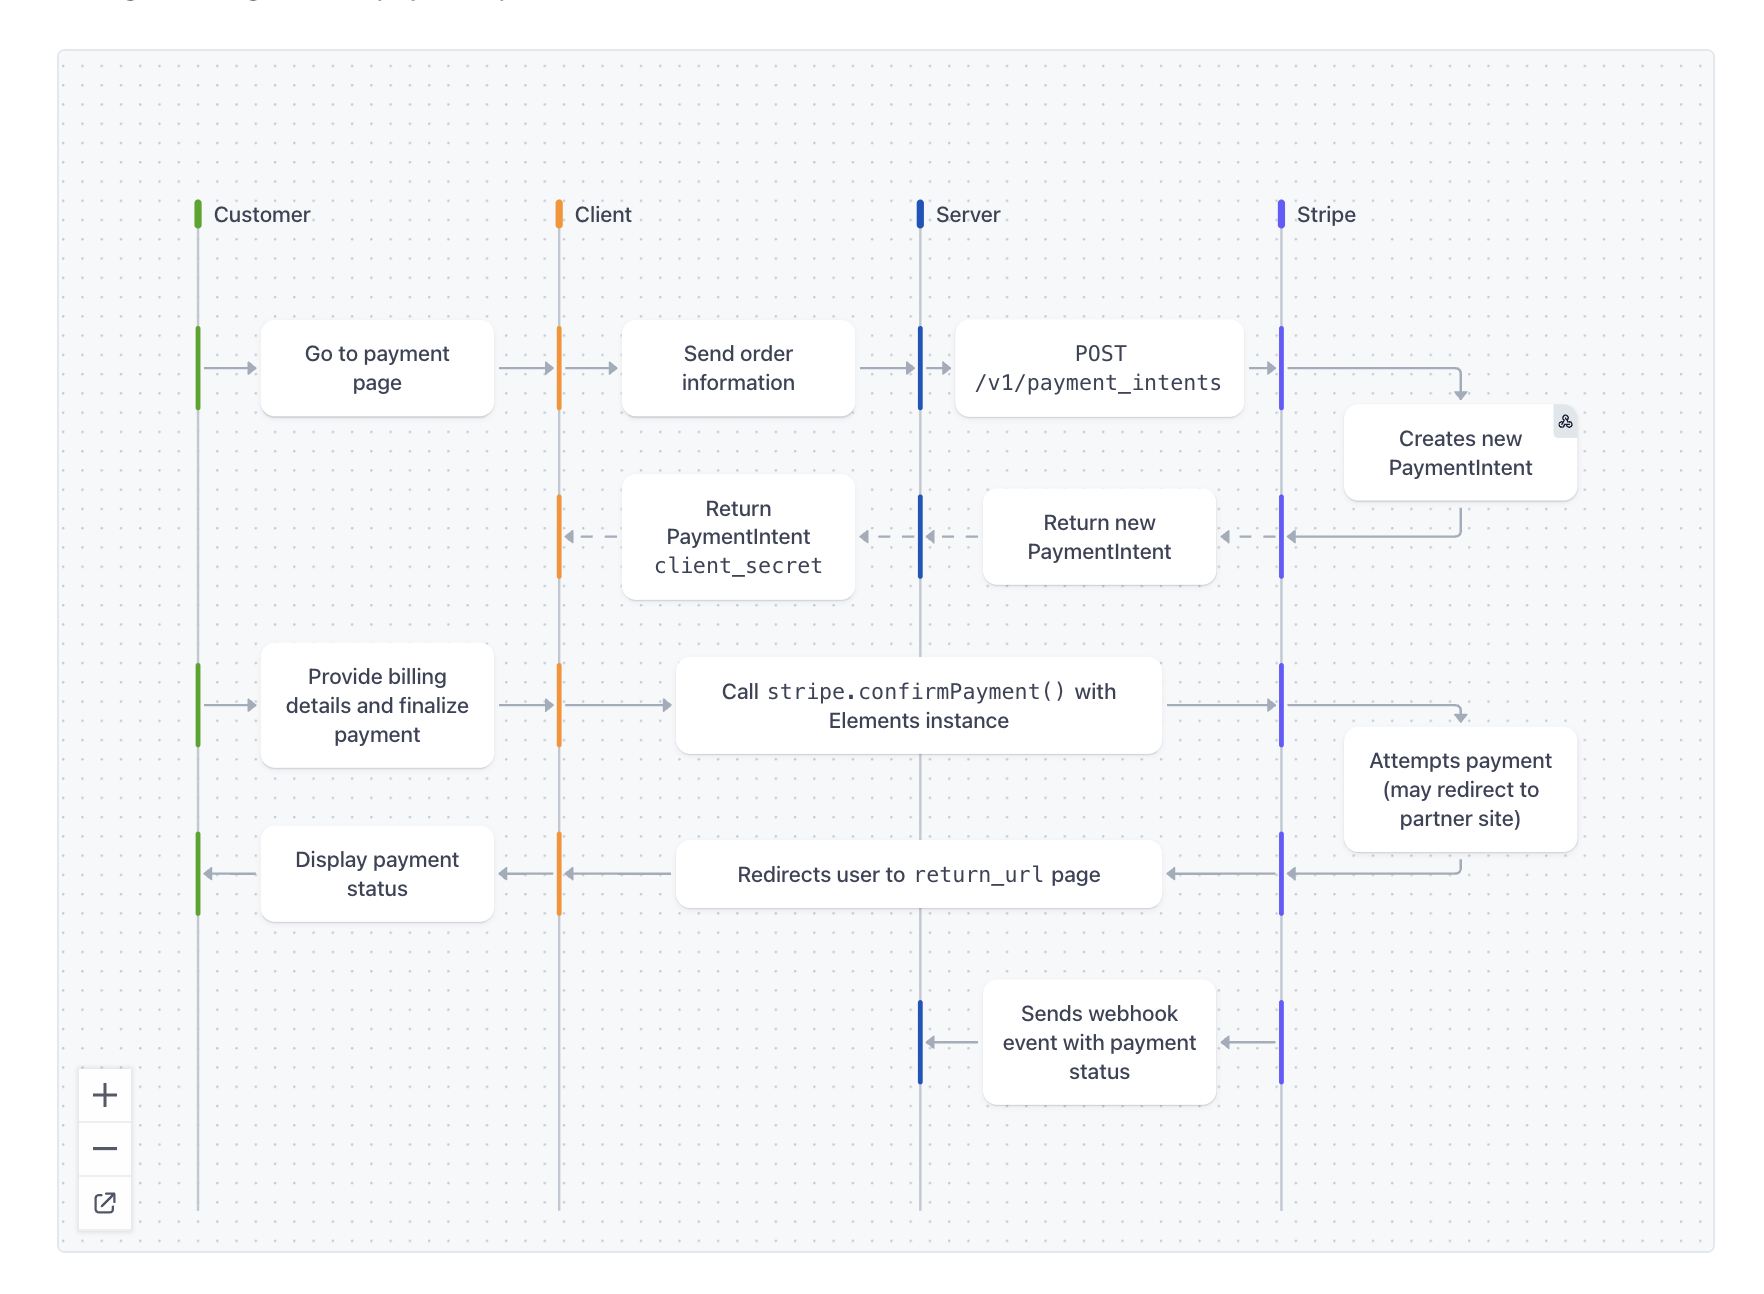 Customer
Client
Server
Stripe
Go to payment
page
Send order
information
POST
/v1/payment_intents
Creates new
PaymentIntent
Return
PaymentIntent
client_secret
Return new
PaymentIntent
Provide billing
details and finalize
payment
Call stripe.confirmPayment() with
Elements instance
Attempts payment
(may redirect to
partner site)
Display payment
status
Redirects user to return_url page
Sends webhook
event with payment
status